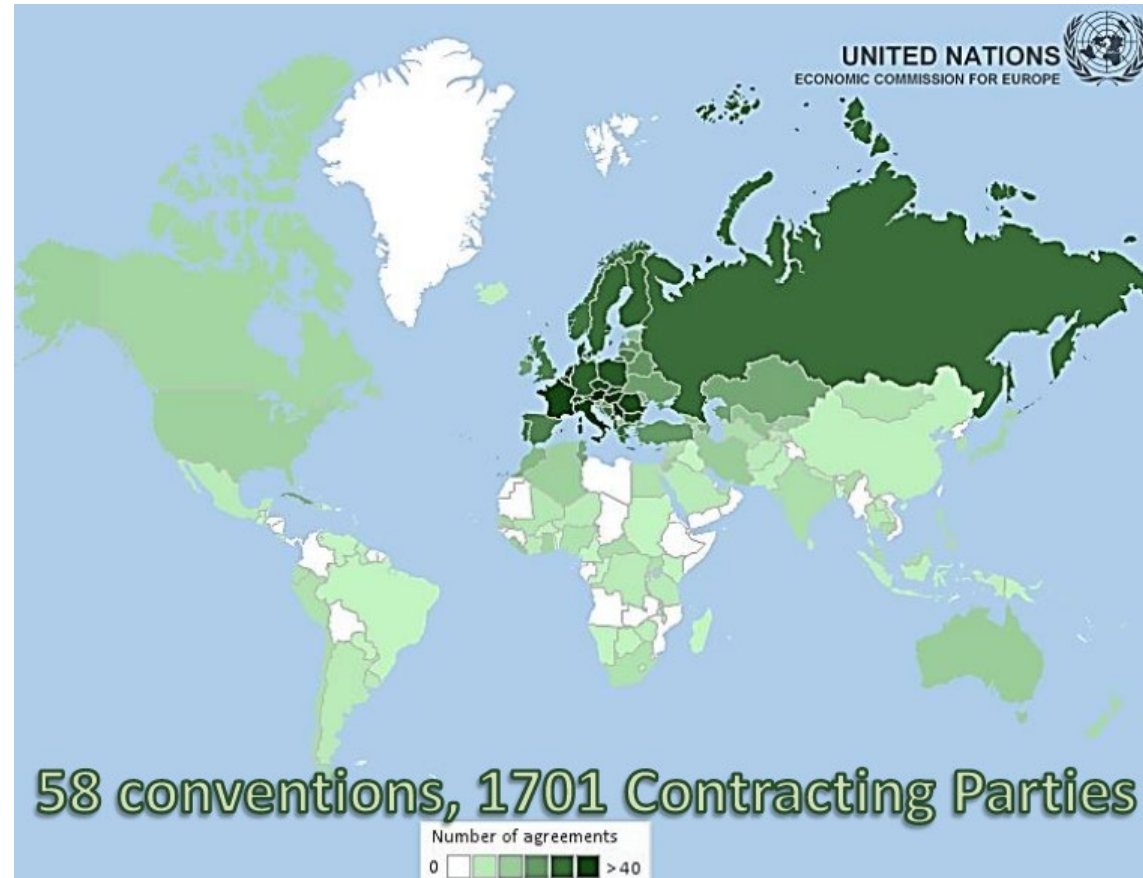 UNITED NATIONS
ECONOMIC COMMISSION FOR EUROPE
58 conventions, 1701 Contracting Parties
Number of agreements
0 >40